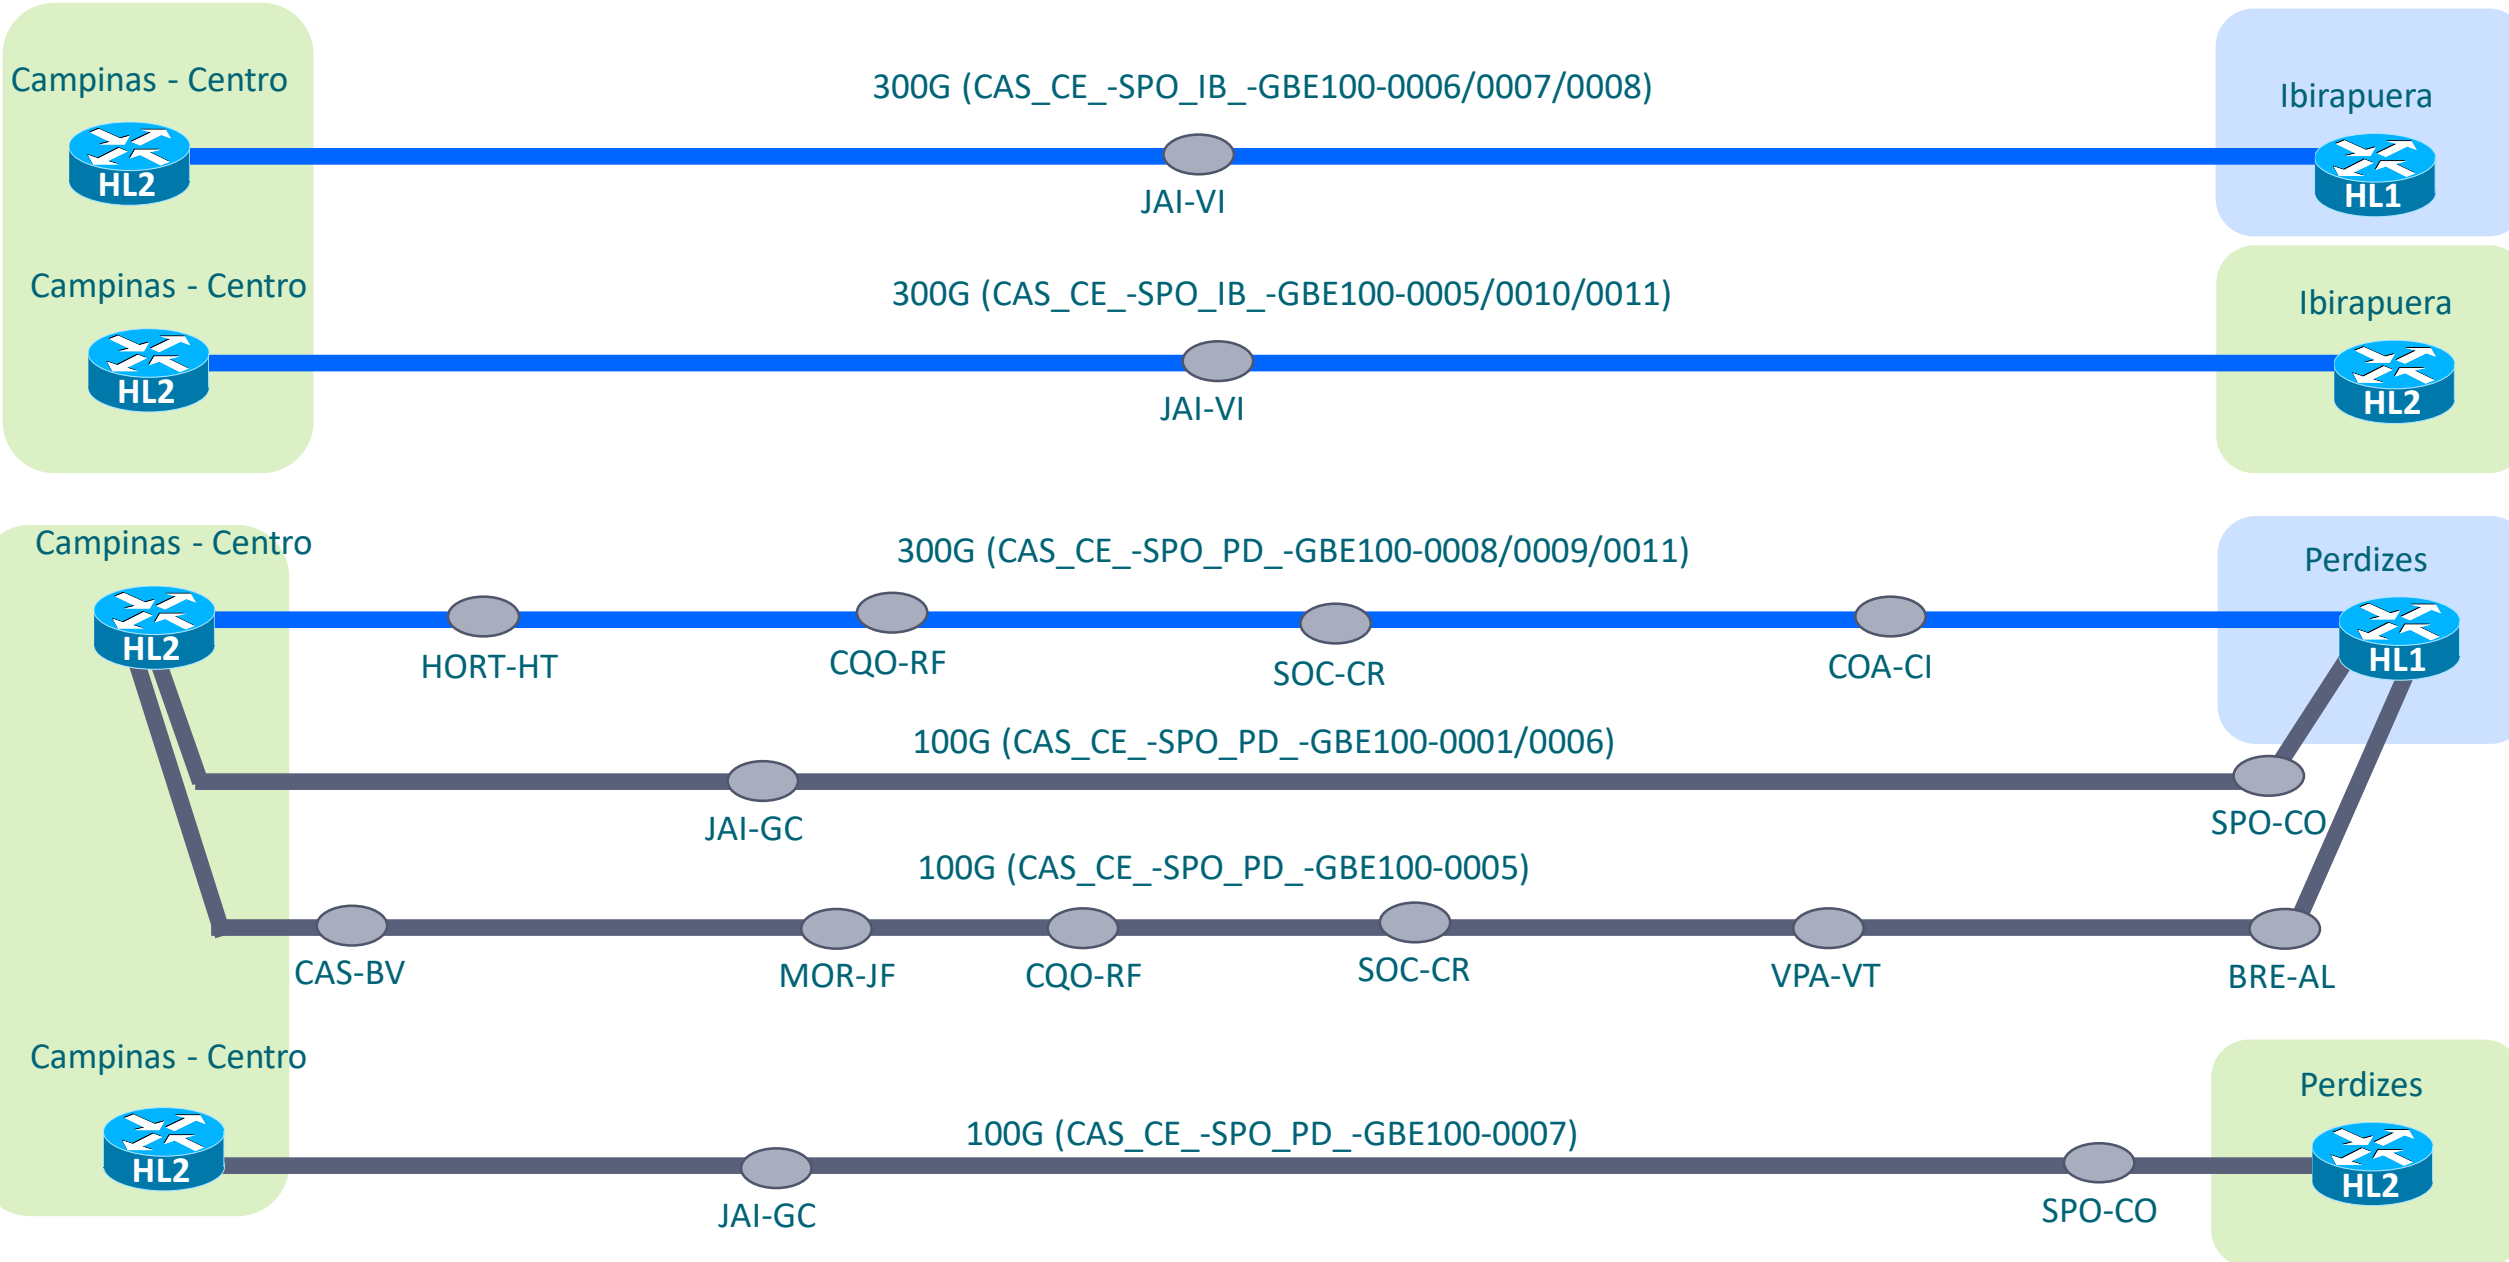 Campinas - Centro
300G (CAS_CE_-SPO_IB_-GBE100-0006/0007/0008)
Ibirapuera
HL2
HL1
JAI-VI
Campinas - Centro
300G (CAS_CE_-SPO_IB_-GBE100-0005/0010/0011)
Ibirapuera
HL2
HL2
JAI-VI
Campinas - Centro
300G (CAS_CE_-SPO_PD_-GBE100-0008/0009/0011)
Perdizes
HL2
HL1
HORT-HT
CQO-RF
SOC-CR
COA-CI
100G (CAS_CE_-SPO_PD_-GBE100-0001/0006)
JAI-GC
SPO-CO
100G (CAS_CE_-SPO_PD_-GBE100-0005)
CAS-BV
MOR-JF
CQO-RF
SOC-CR
VPA-VT
BRE-AL
Campinas - Centro
Perdizes
100G (CAS_CE_-SPO_PD_-GBE100-0007)
HL2
HL2
JAI-GC
SPO-CO